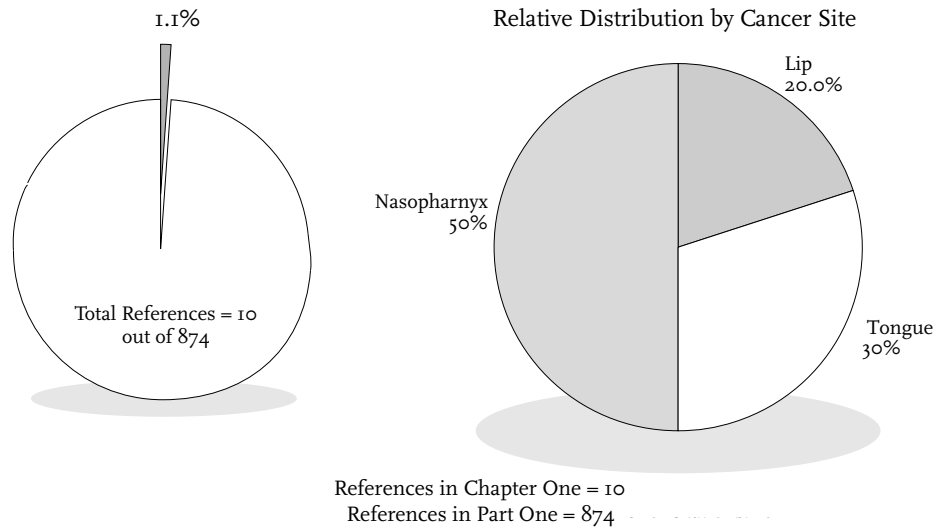 1.1%
Total References = 10
out of 874
Relative Distribution by Cancer Site
Lip
20.0%
Nasopharnyx
50%
Tongue
30%
References in Chapter One = 10
References in Part One = 874